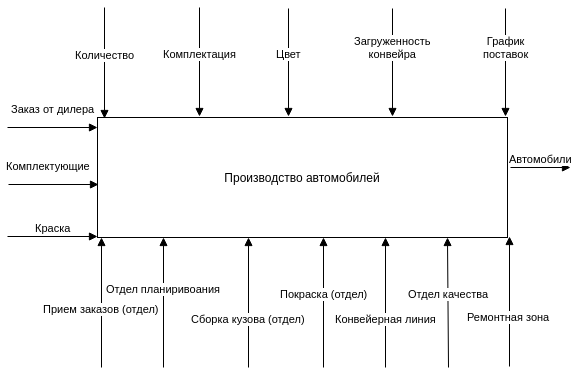 Количество
Комплектация
Цвет
Загруженность
конвейра
График
поставок
Заказ от дилера
Комплектующие
Краска
Производство автомобилей
Автомобили
Прием заказов (отдел)
Отдел планиривоания
Сборка кузова (отдел)
Покраска (отдел)
Конвейерная линия
Отдел качества
Ремонтная зона